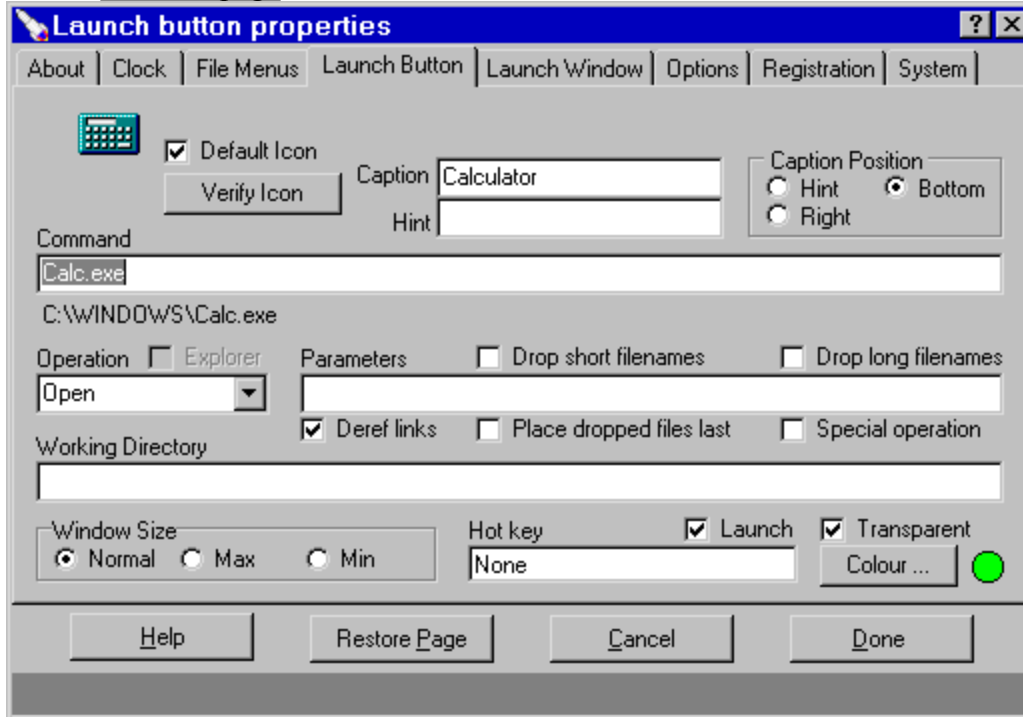 Launch button properties
About Clock File Menus Launch Button Launch Window Options Registration System
Default Icon
Verify Icon
Caption Calculator
Hint
Caption Position
Hint Bottom
Right
Command
Calc.exe
C:\WINDOWS\Calc.exe
Operation Explorer Parameters Drop short filenames Drop long filenames
Open
Deref links Place dropped files last Special operation
Working Directory
Window Size
Normal Max Min
Hot key Launch Transparent
None Colour ...
Help Restore Page Cancel Done